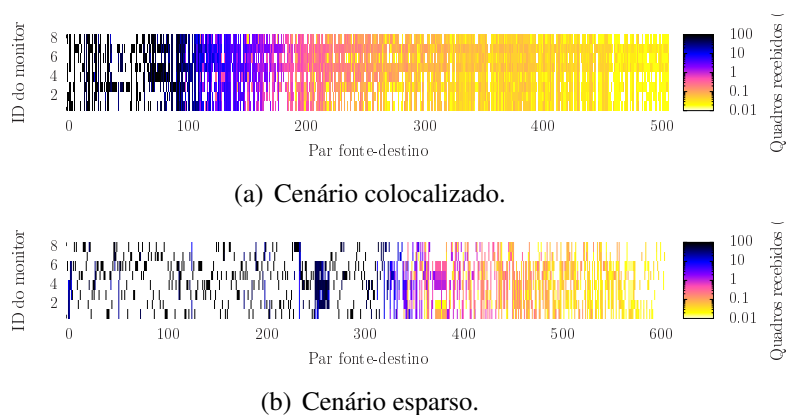 ID do monitor
8
6
4
2
0 100 200 300 400 500
Par fonte-destino
100
10
1
0.1
0.01
Quadros recebidos (
(a) Cenário colocalizado.
ID do monitor
8
6
4
2
0 100 200 300 400 500 600
Par fonte-destino
100
10
1
0.1
0.01
Quadros recebidos (
(b) Cenário esparso.